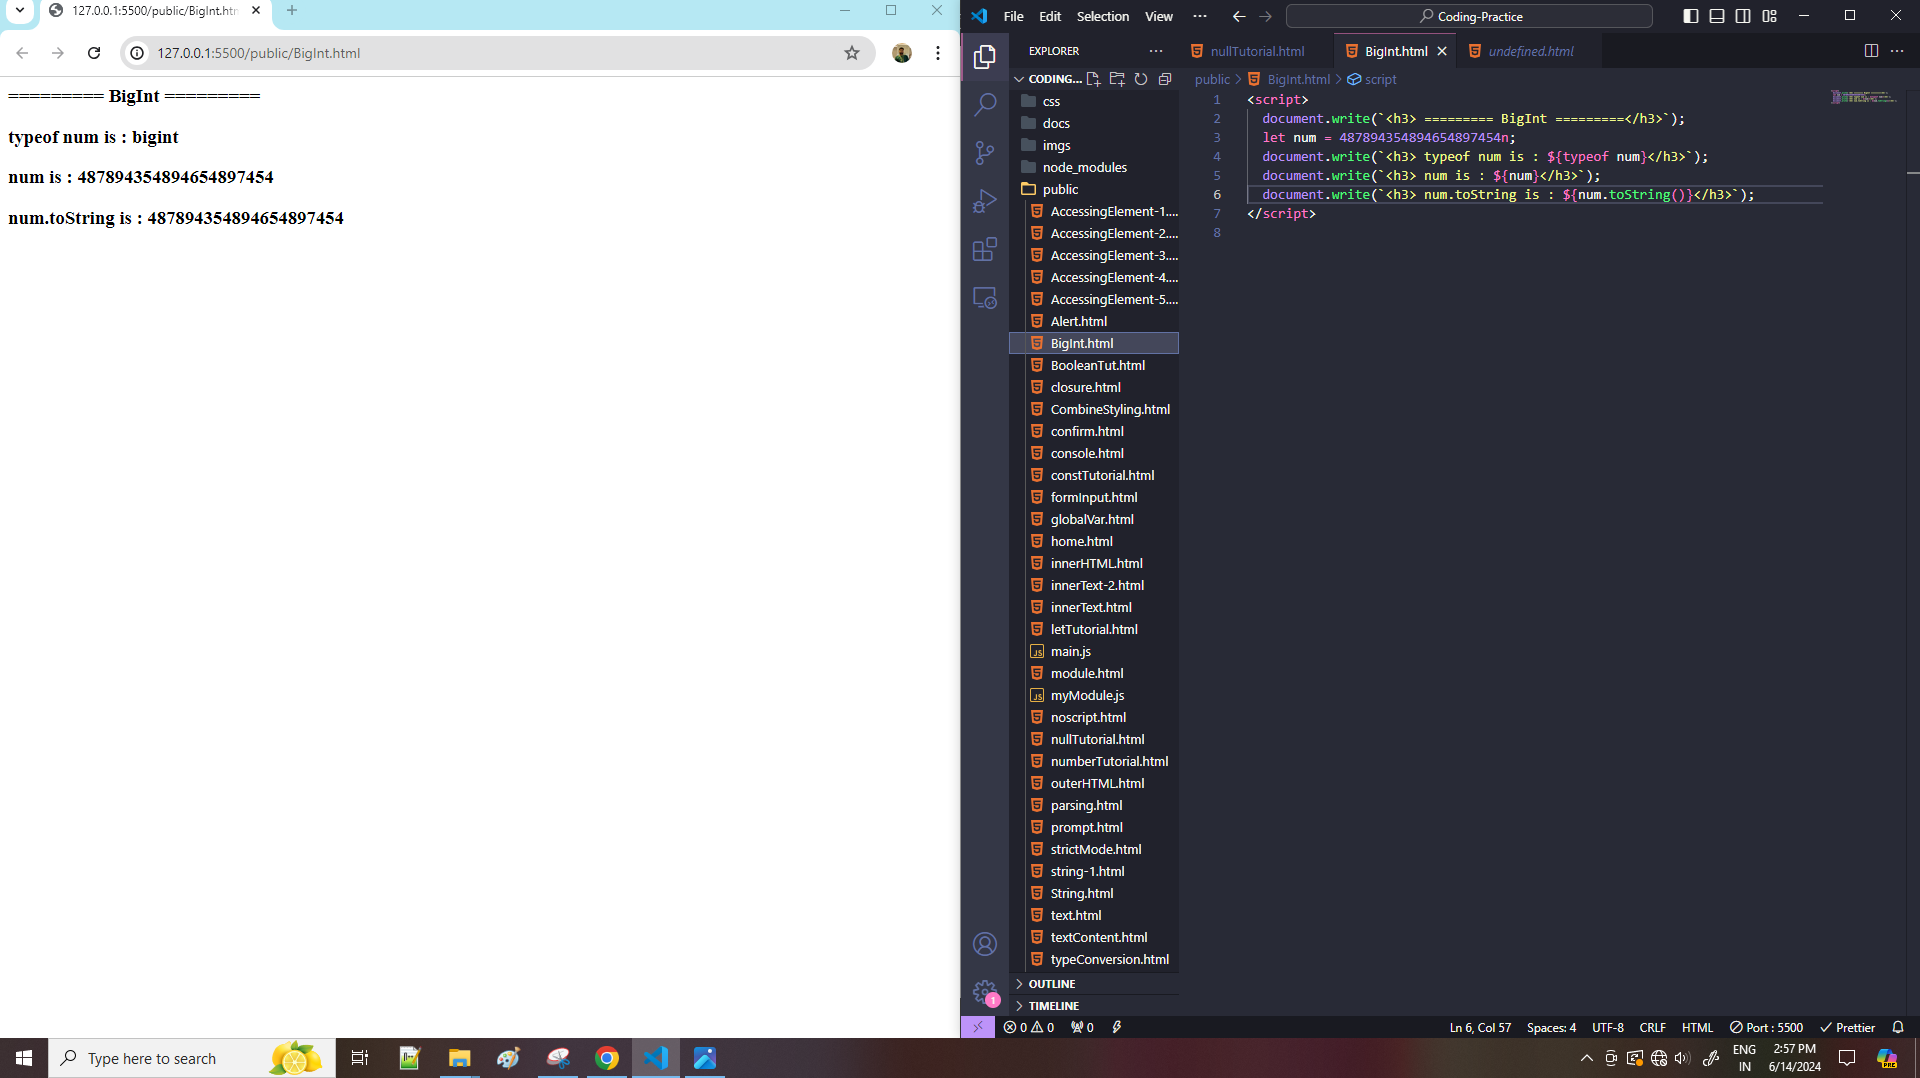 127.0.0.1:5500/public/BigInt.htm
127.0.0.1:5500/public/BigInt.html
========= BigInt =========
typeof num is : bigint
num is : 487894354894654897454
num.toString is : 487894354894654897454
File Edit Selection View ···
Coding-Practice
EXPLORER
CODING...
css
docs
imgs
node_modules
public
AccessingElement-1....
AccessingElement-2....
AccessingElement-3....
AccessingElement-4....
AccessingElement-5....
Alert.html
BigInt.html
BooleanTut.html
closure.html
CombineStyling.html
confirm.html
console.html
constTutorial.html
formInput.html
globalVar.html
home.html
innerHTML.html
innerText-2.html
innerText.html
letTutorial.html
main.js
module.html
myModule.js
noscript.html
nullTutorial.html
numberTutorial.html
outerHTML.html
parsing.html
prompt.html
strictMode.html
string-1.html
String.html
text.html
textContent.html
typeConversion.html
OUTLINE
TIMELINE
nullTutorial.html BigInt.html undefined.html
public > BigInt.html > script
1 <script>
2 document.write(`<h3> ========= BigInt =========</h3>`);
3 let num = 487894354894654897454n;
4 document.write(`<h3> typeof num is : ${typeof num}</h3>`);
5 document.write(`<h3> num is : ${num}</h3>`);
6 document.write(`<h3> num.toString is : ${num.toString()}</h3>`);
7 </script>
8
1
0 0 0
Ln 6, Col 57 Spaces: 4 UTF-8 CRLF HTML Port : 5500 Prettier
Type here to search
ENG
IN
2:57 PM
6/14/2024
PRE